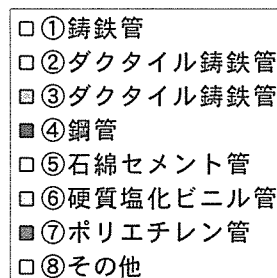 □①鋳鉄管
□②ダクタイル鋳鉄管
■③ダクタイル鋳鉄管
■④鋼管
□⑤石綿セメント管
□⑥硬質塩化ビニル管
■⑦ポリエチレン管
□⑧その他